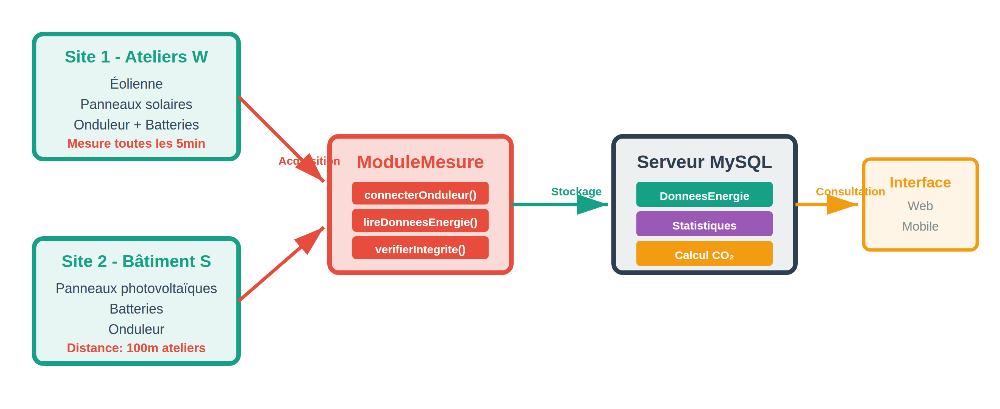 Site 1 - Ateliers W
Éolienne
Panneaux solaires
Onduleur + Batteries
Mesure toutes les 5min
Site 2 - Bâtiment S
Panneaux photovoltaïques
Batteries
Onduleur
Distance: 100m ateliers
Acquisition
ModuleMesure
connecterOnduleur()
lireDonneesEnergie()
verifierIntegrite()
Stockage
Serveur MySQL
DonneesEnergie
Statistiques
Calcul CO₂
Consultation
Interface
Web
Mobile